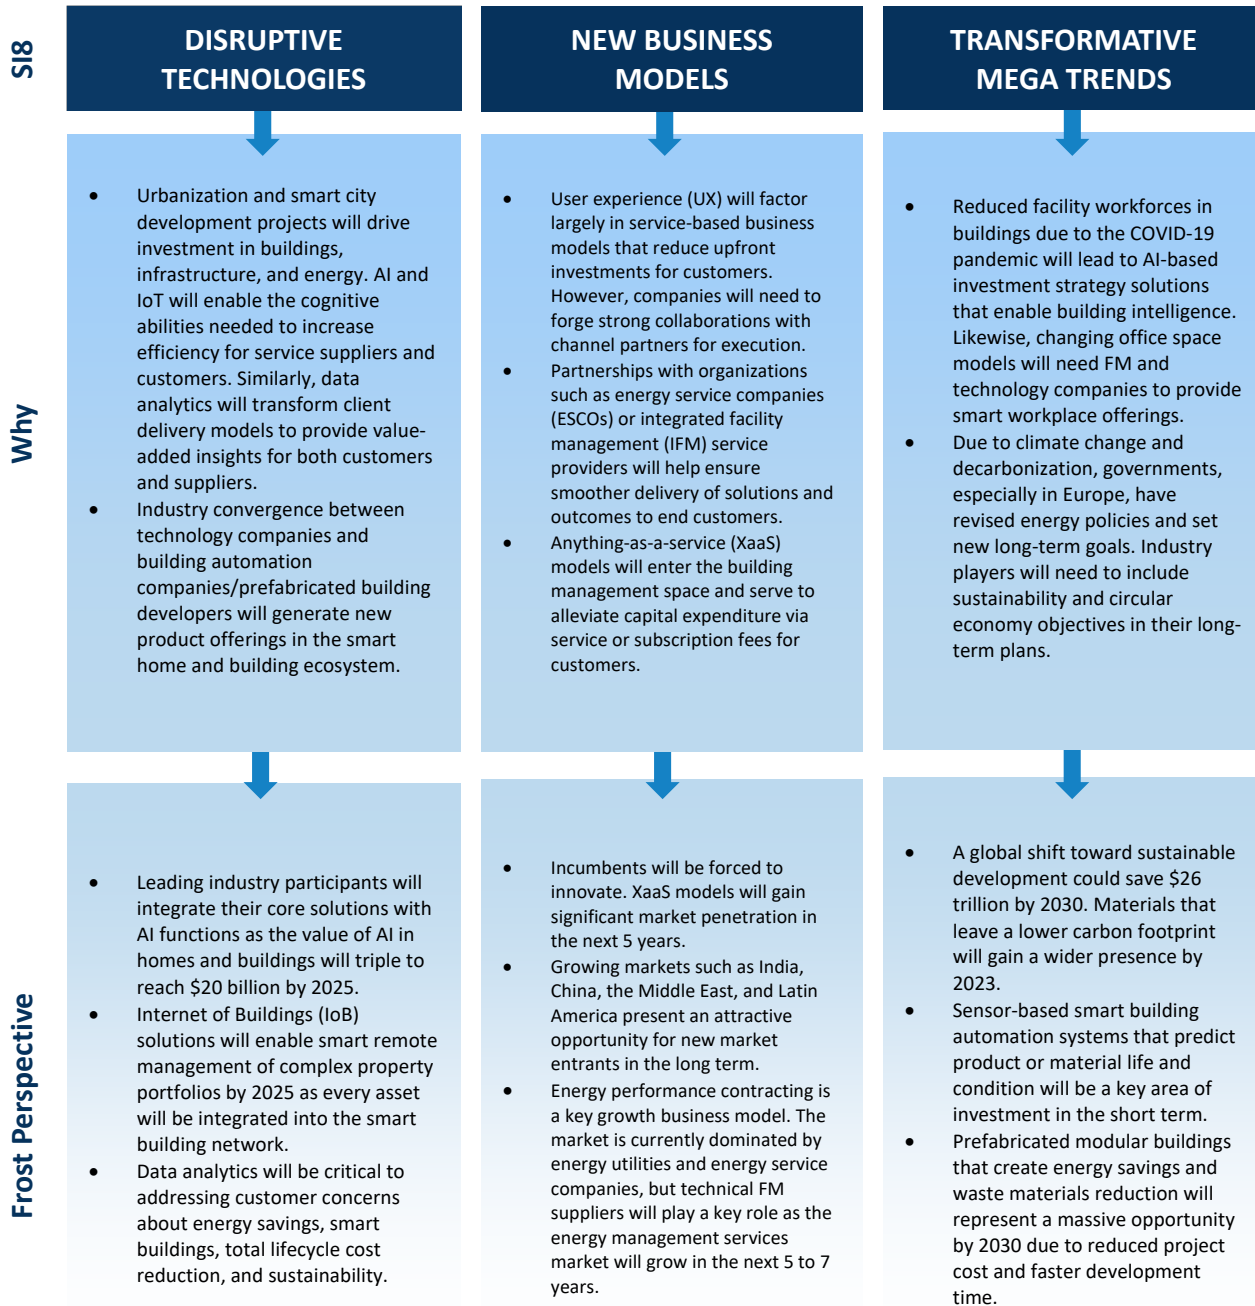 SI8
DISRUPTIVE
TECHNOLOGIES
NEW BUSINESS
MODELS
TRANSFORMATIVE
MEGA TRENDS
Why
• Urbanization and smart city
development projects will drive
investment in buildings,
infrastructure, and energy. AI and
IoT will enable the cognitive
abilities needed to increase
efficiency for service suppliers and
customers. Similarly, data
analytics will transform client
delivery models to provide value-
added insights for both customers
and suppliers.
• Industry convergence between
technology companies and
building automation
companies/prefabricated building
developers will generate new
product offerings in the smart
home and building ecosystem.
• User experience (UX) will factor
largely in service-based business
models that reduce upfront
investments for customers.
However, companies will need to
forge strong collaborations with
channel partners for execution.
• Partnerships with organizations
such as energy service companies
(ESCOs) or integrated facility
management (IFM) service
providers will help ensure
smoother delivery of solutions and
outcomes to end customers.
• Anything-as-a-service (XaaS)
models will enter the building
management space and serve to
alleviate capital expenditure via
service or subscription fees for
customers.
• Reduced facility workforces in
buildings due to the COVID-19
pandemic will lead to AI-based
investment strategy solutions
that enable building intelligence.
Likewise, changing office space
models will need FM and
technology companies to provide
smart workplace offerings.
• Due to climate change and
decarbonization, governments,
especially in Europe, have
revised energy policies and set
new long-term goals. Industry
players will need to include
sustainability and circular
economy objectives in their long-
term plans.
Frost Perspective
• Leading industry participants will
integrate their core solutions with
AI functions as the value of AI in
homes and buildings will triple to
reach $20 billion by 2025.
• Internet of Buildings (IoB)
solutions will enable smart remote
management of complex property
portfolios by 2025 as every asset
will be integrated into the smart
building network.
• Data analytics will be critical to
addressing customer concerns
about energy savings, smart
buildings, total lifecycle cost
reduction, and sustainability.
• Incumbents will be forced to
innovate. XaaS models will gain
significant market penetration in
the next 5 years.
• Growing markets such as India,
China, the Middle East, and Latin
America present an attractive
opportunity for new market
entrants in the long term.
• Energy performance contracting is
a key growth business model. The
market is currently dominated by
energy utilities and energy service
companies, but technical FM
suppliers will play a key role as the
energy management services
market will grow in the next 5 to 7
years.
• A global shift toward sustainable
development could save $26
trillion by 2030. Materials that
leave a lower carbon footprint
will gain a wider presence by
2023.
• Sensor-based smart building
automation systems that predict
product or material life and
condition will be a key area of
investment in the short term.
• Prefabricated modular buildings
that create energy savings and
waste materials reduction will
represent a massive opportunity
by 2030 due to reduced project
cost and faster development
time.